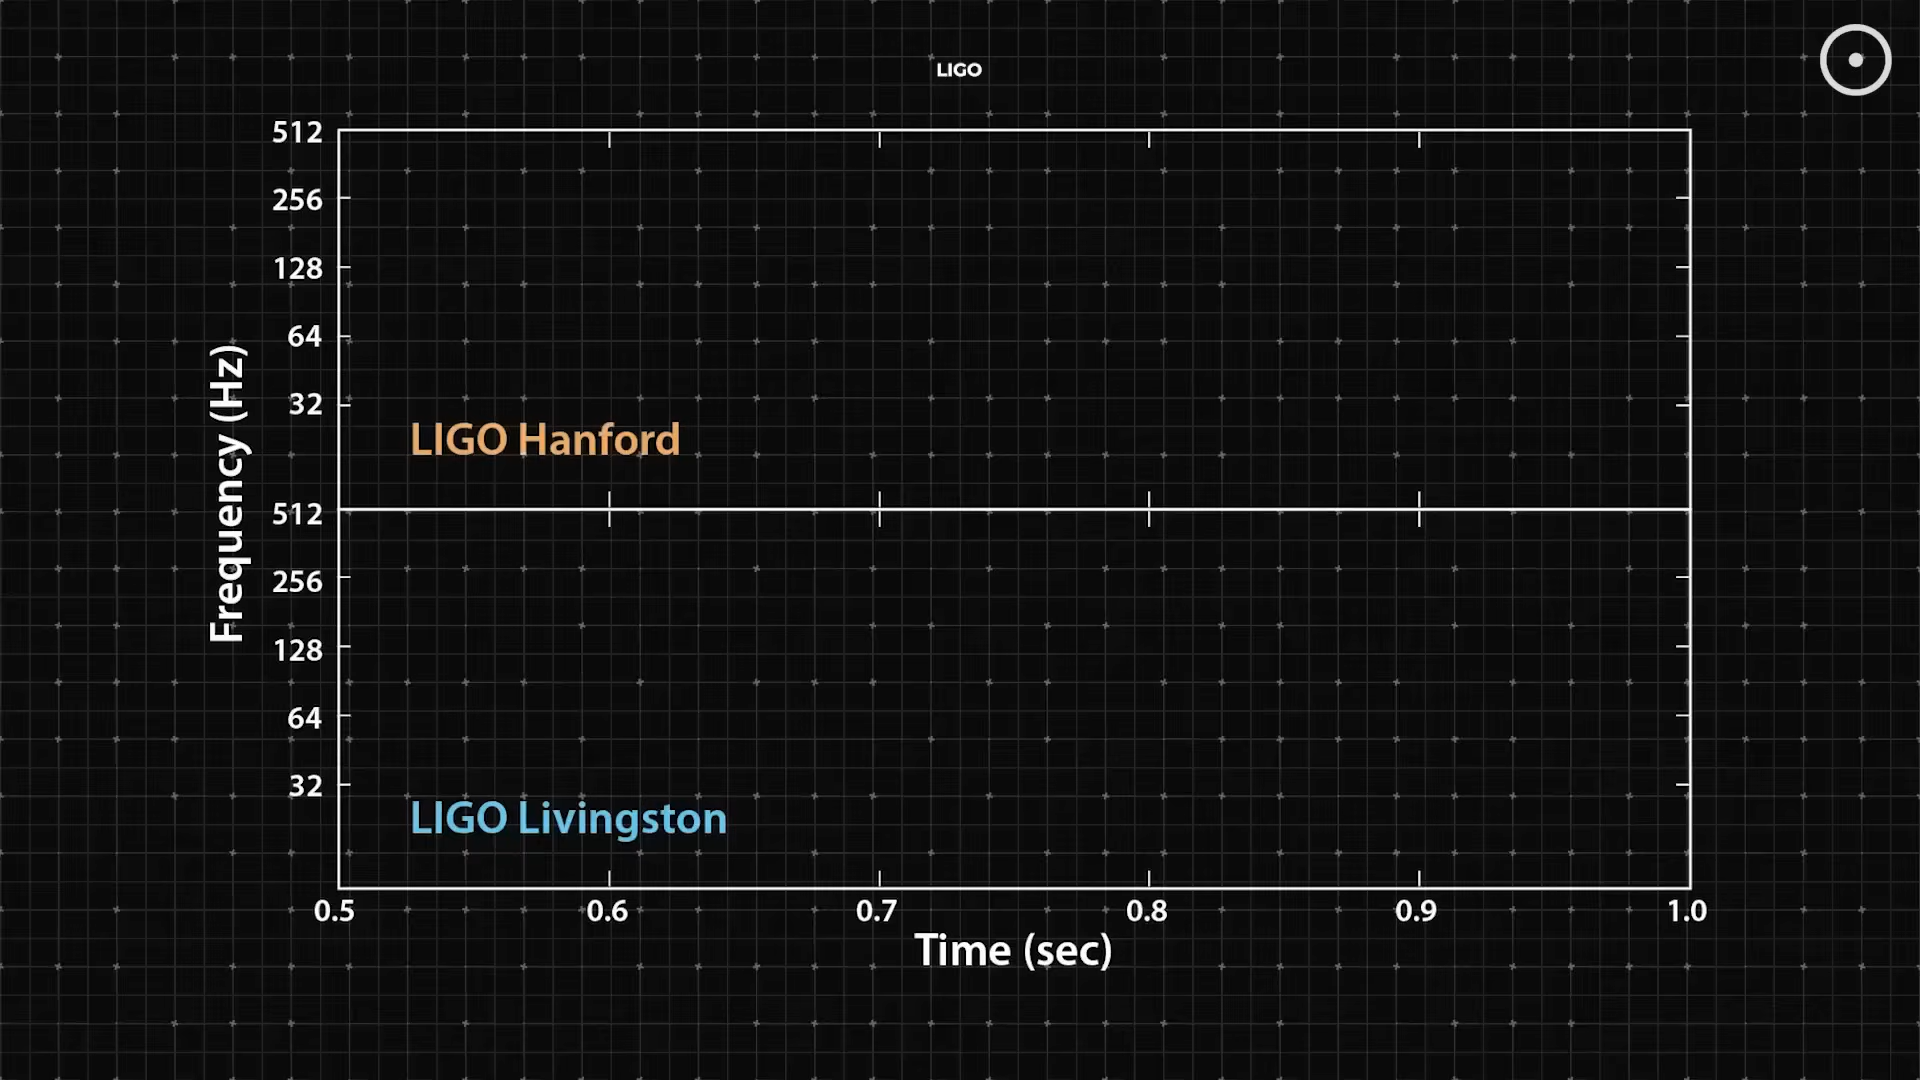 LIGO
512
256
128
64
32
LIGO Hanford
Frequency (Hz)
512
256
128
64
32
LIGO Livingston
0.5 0.6 0.7 0.8 0.9 1.0
Time (sec)